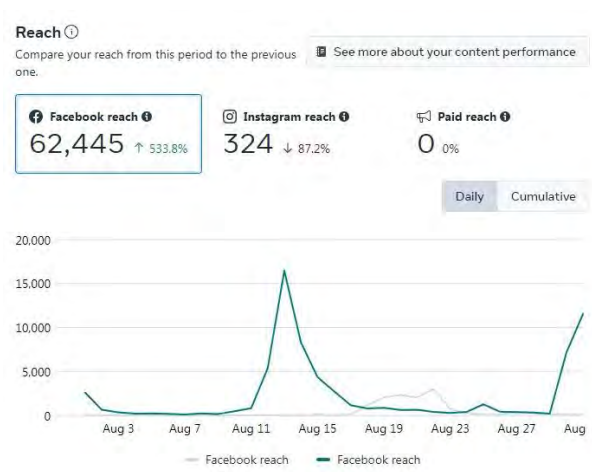 Reach
Compare your reach from this period to the previous
one.
See more about your content performance
Facebook reach
62,445 ↑ 533.8%
Instagram reach
324 ↓ 87.2%
Paid reach
0 0%
Daily Cumulative
20,000
15,000
10,000
5,000
0
Aug 3 Aug 7 Aug 11 Aug 15 Aug 19 Aug 23 Aug 27 Aug
Facebook reach Facebook reach